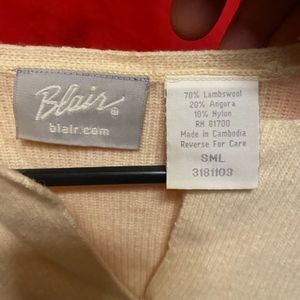 Blair®
blair.com
70% Lambswool
20% Angora
10% Nylon
RN 81700
Made in Cambodia
Reverse For Care
SML
3181103